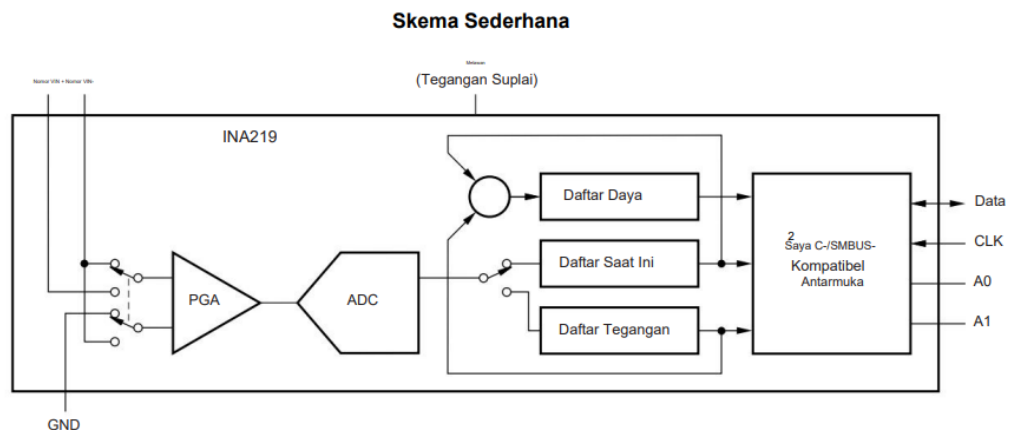 Skema Sederhana
Nomor VIN + Nomor VIN-
(Tegangan Suplai)
INA219
Daftar Daya
Data
2
Saya C-/SMBUS-
Kompatibel
Antarmuka
CLK
Daftar Saat Ini
PGA
ADC
A0
A1
Daftar Tegangan
GND